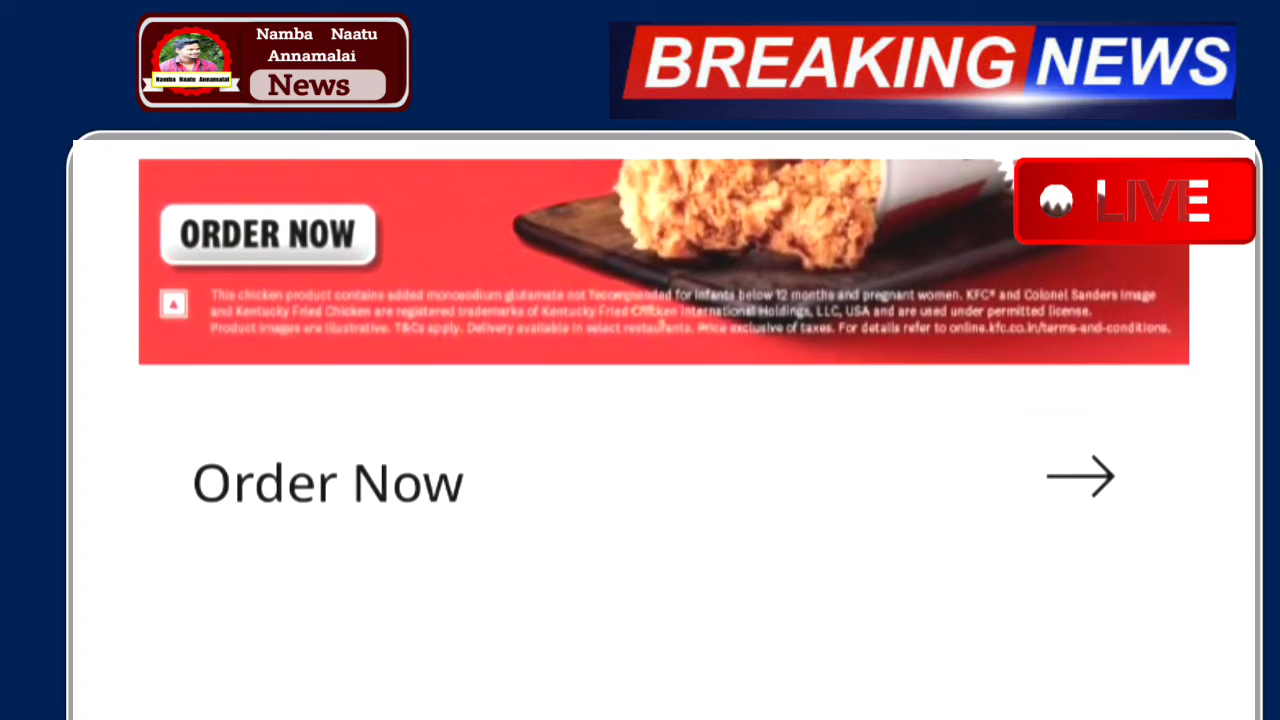 Namba Naatu
Annamalai
News
Namba Naatu Annamalai
BREAKING NEWS
LIVE
ORDER NOW
This chicken product contains added monosodium glutamate not recommended for infants below 12 months and pregnant women. KFC® and Colonel Sanders Image
and Kentucky Fried Chicken are registered trademarks of Kentucky Fried Chicken International Holdings, LLC, USA and are used under permitted license.
Product images are illustrative. T&Cs apply. Delivery available in select restaurants. Price exclusive of taxes. For details refer to online.kfc.co.in/terms-and-conditions.
Order Now